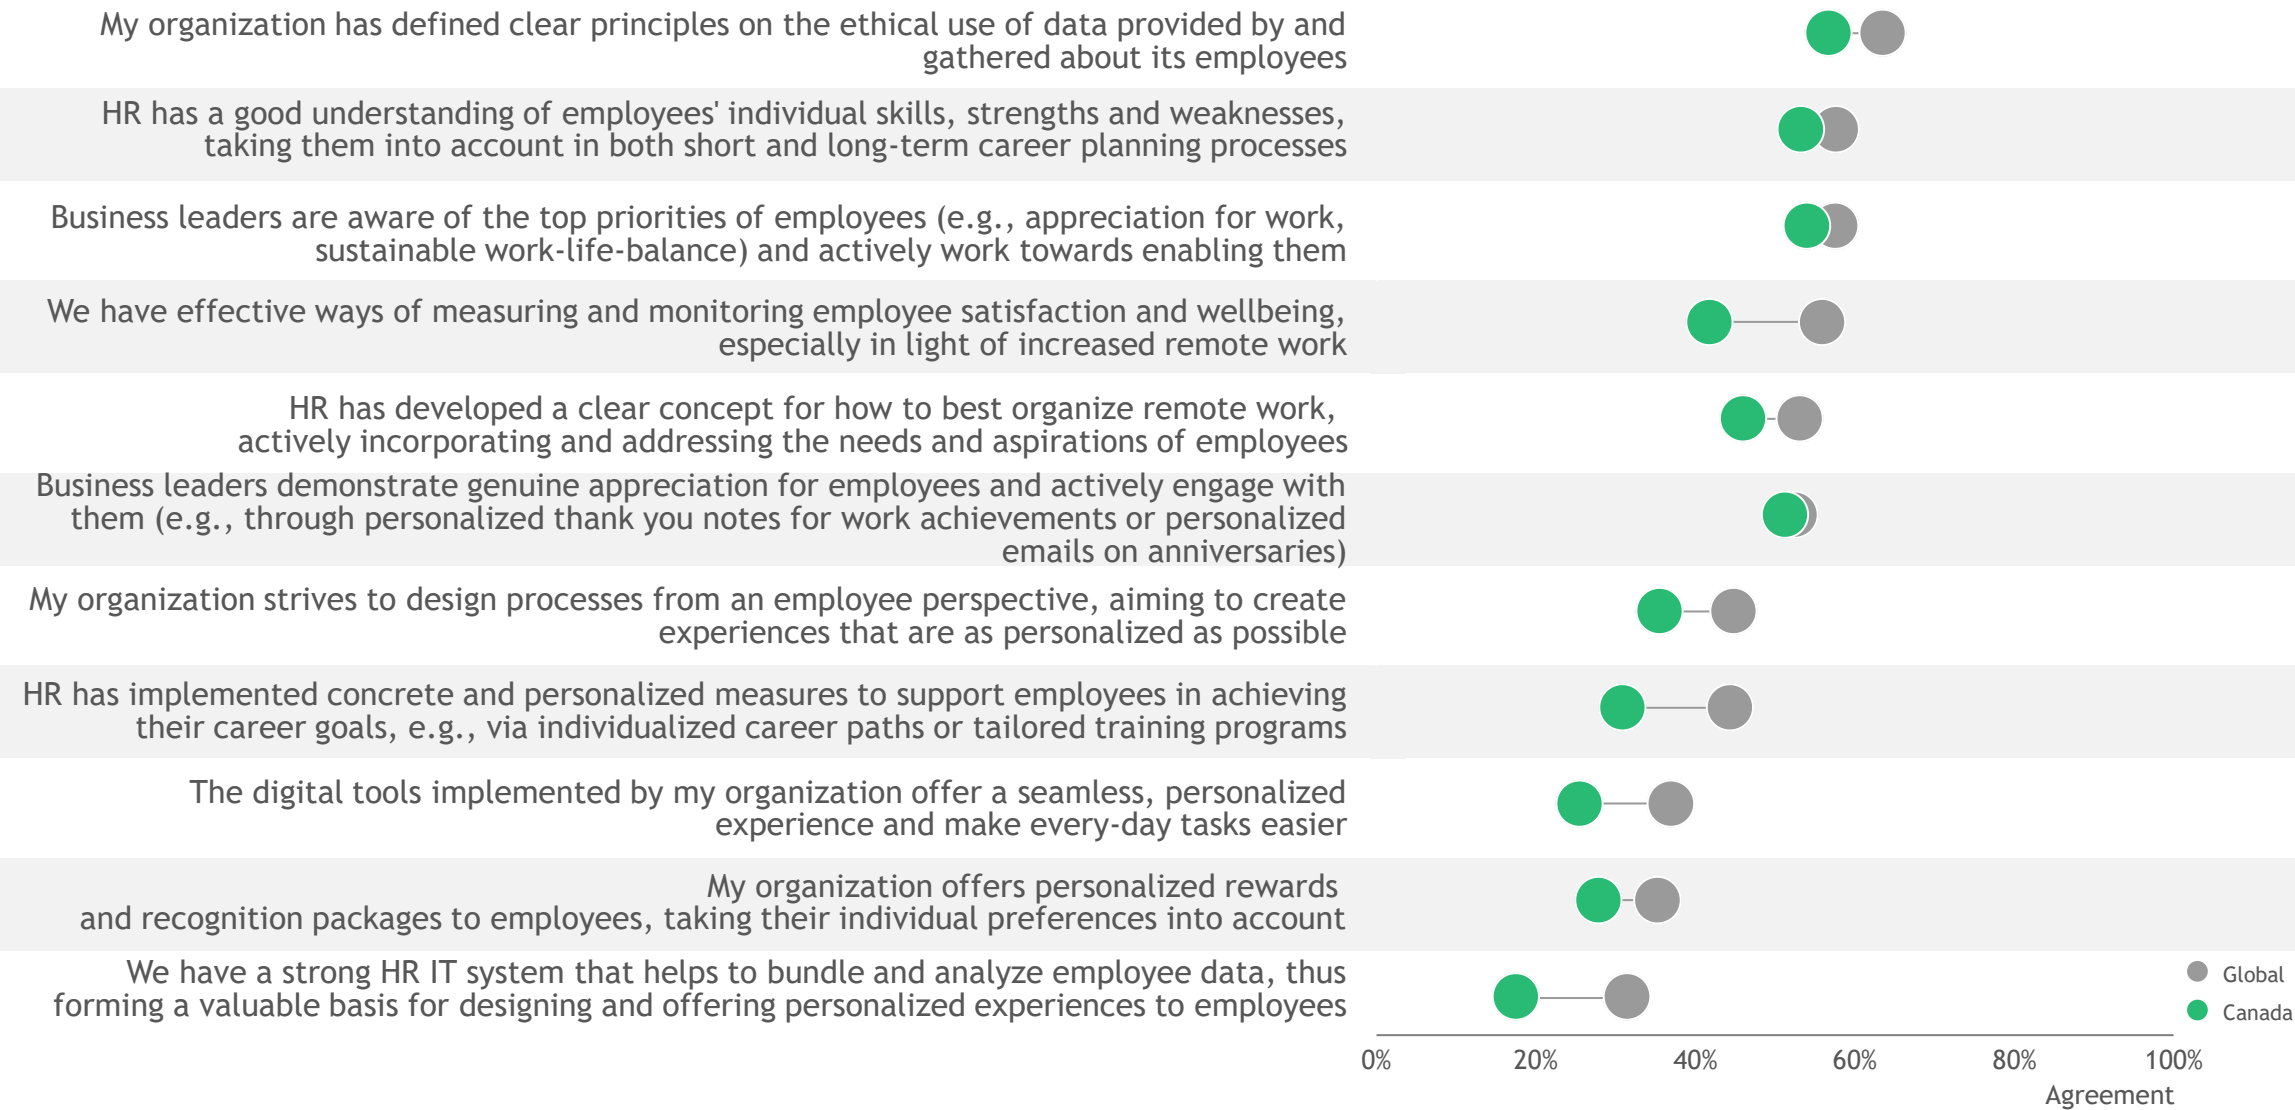 My organization has defined clear principles on the ethical use of data provided by and
gathered about its employees
HR has a good understanding of employees' individual skills, strengths and weaknesses,
taking them into account in both short and long-term career planning processes
Business leaders are aware of the top priorities of employees (e.g., appreciation for work,
sustainable work-life-balance) and actively work towards enabling them
We have effective ways of measuring and monitoring employee satisfaction and wellbeing,
especially in light of increased remote work
HR has developed a clear concept for how to best organize remote work,
actively incorporating and addressing the needs and aspirations of employees
Business leaders demonstrate genuine appreciation for employees and actively engage with
them (e.g., through personalized thank you notes for work achievements or personalized
emails on anniversaries)
My organization strives to design processes from an employee perspective, aiming to create
experiences that are as personalized as possible
HR has implemented concrete and personalized measures to support employees in achieving
their career goals, e.g., via individualized career paths or tailored training programs
The digital tools implemented by my organization offer a seamless, personalized
experience and make every-day tasks easier
My organization offers personalized rewards
and recognition packages to employees, taking their individual preferences into account
We have a strong HR IT system that helps to bundle and analyze employee data, thus
forming a valuable basis for designing and offering personalized experiences to employees
Global
Canada
0% 20% 40% 60% 80% 100%
Agreement